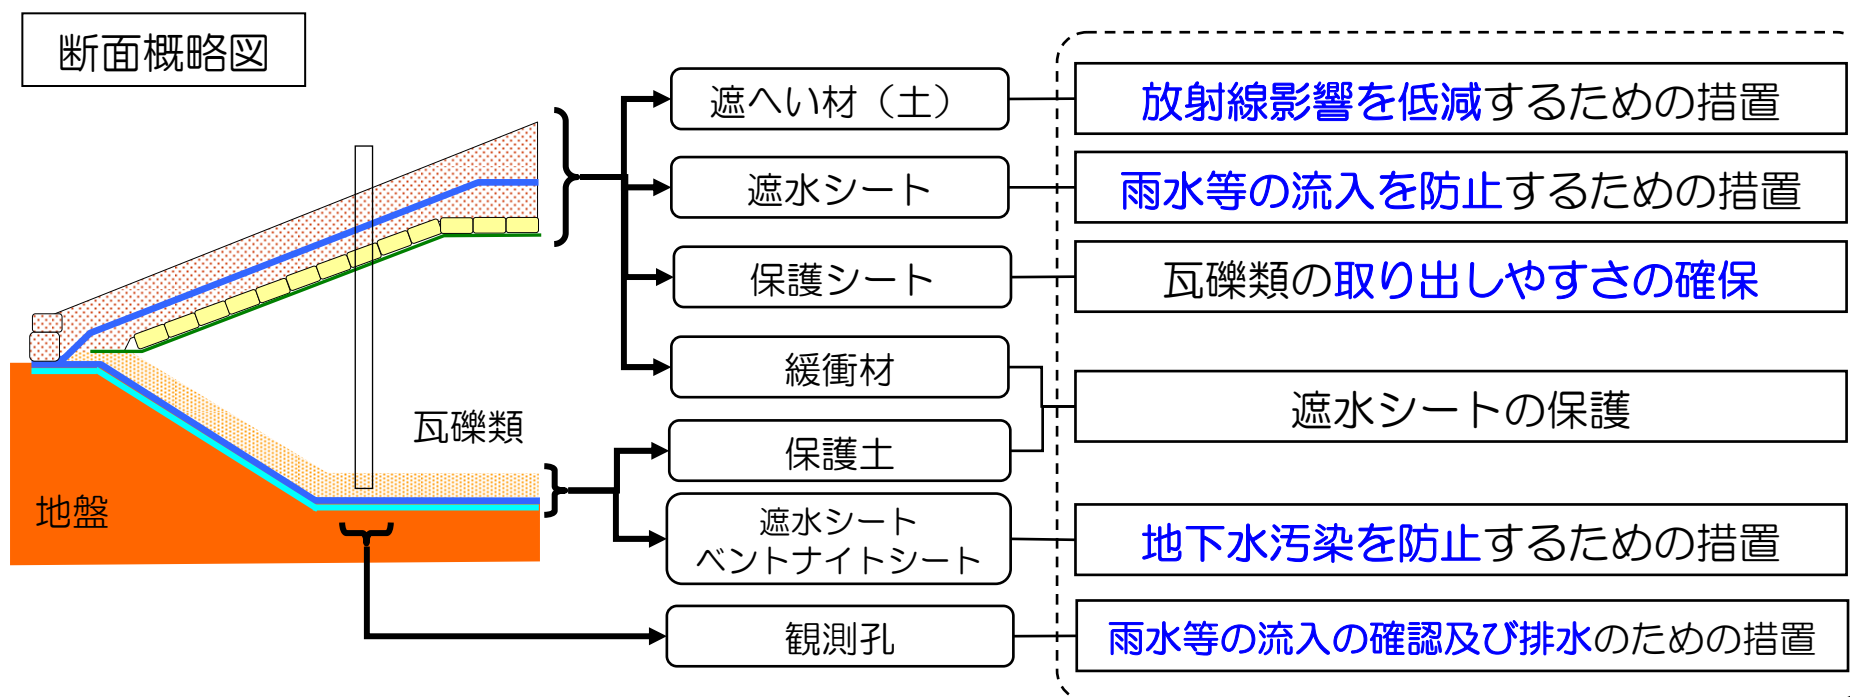 断面概略図
遮へい材（土）
放射線影響を低減するための措置
遮水シート
雨水等の流入を防止するための措置
保護シート
瓦礫類の取り出しやすさの確保
緩衝材
遮水シートの保護
瓦礫類
保護土
地盤
遮水シート
ベントナイトシート
地下水汚染を防止するための措置
観測孔
雨水等の流入の確認及び排水のための措置